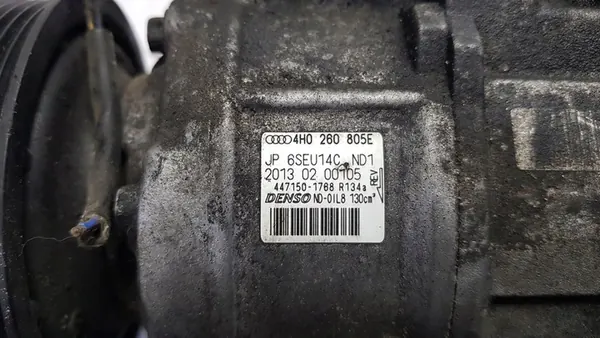 4H0 260 805E
JP 6SEU14C ND1
2013 02 00105
REV
447150-1768 R134a
DENSO ND-OIL8 130cm³